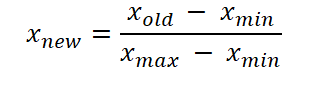 x_new = (x_old − x_min) / (x_max − x_min)